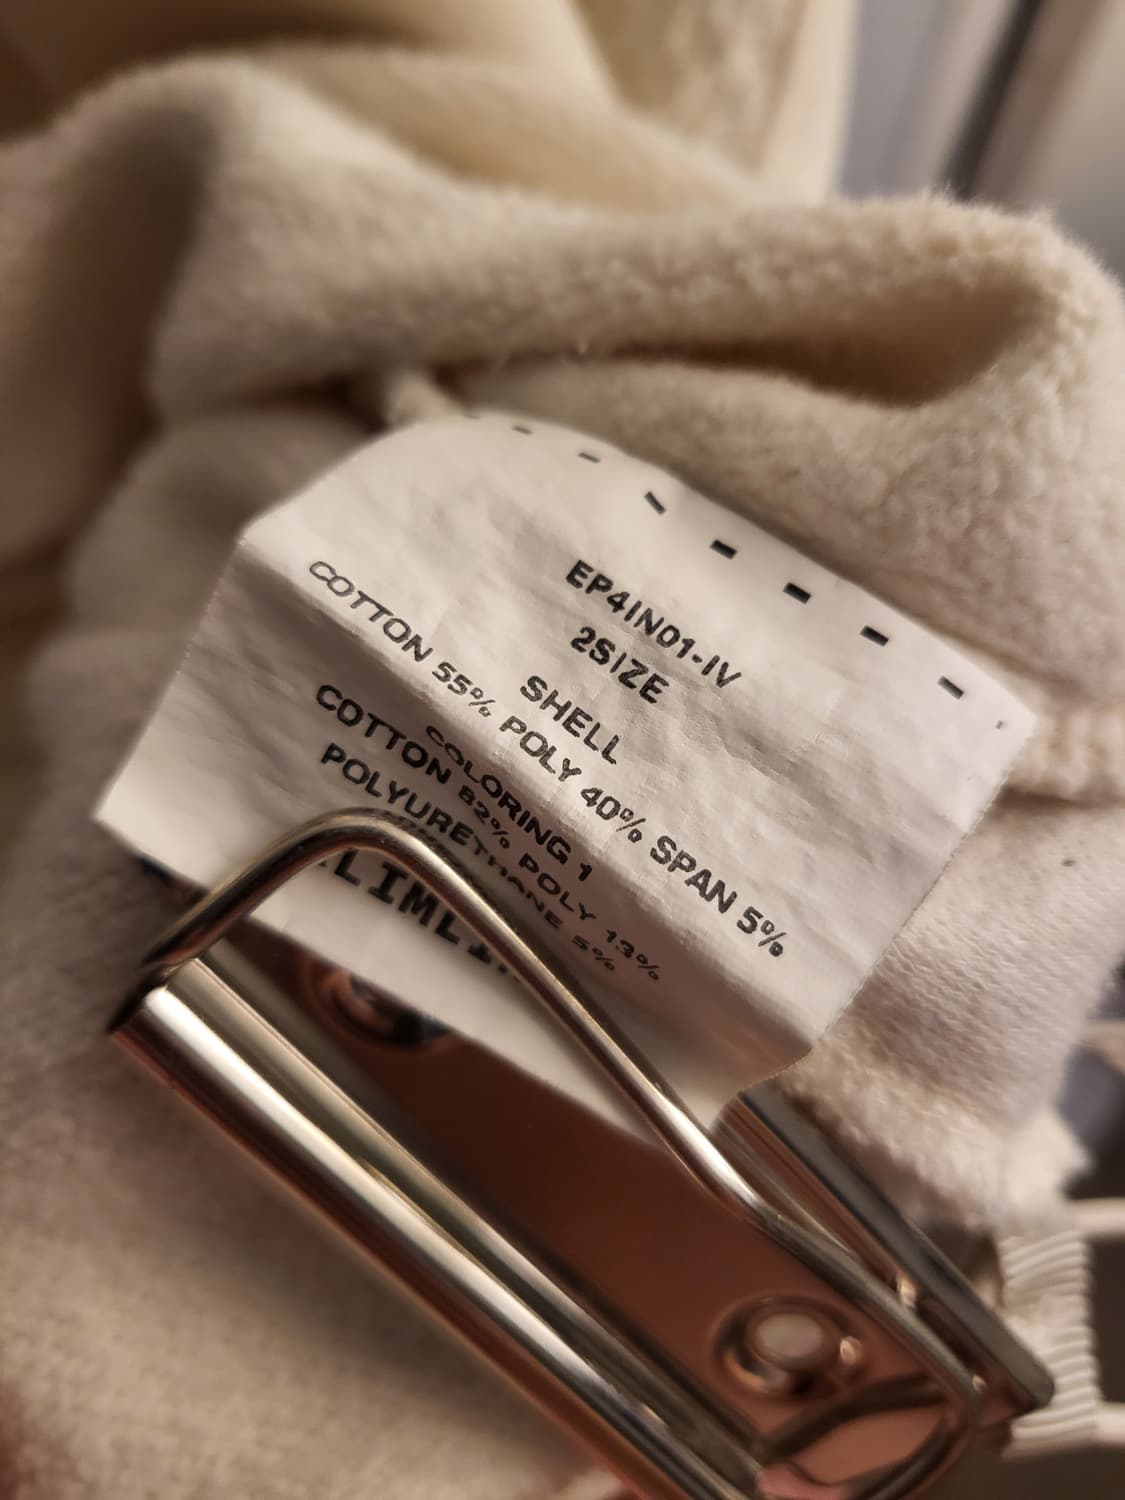 EP4IN01-IV
2SIZE
SHELL
COTTON 55% POLY 40% SPAN 5%
COLORING 1
COTTON 82% POLY 13%
POLYURETHANE 5%